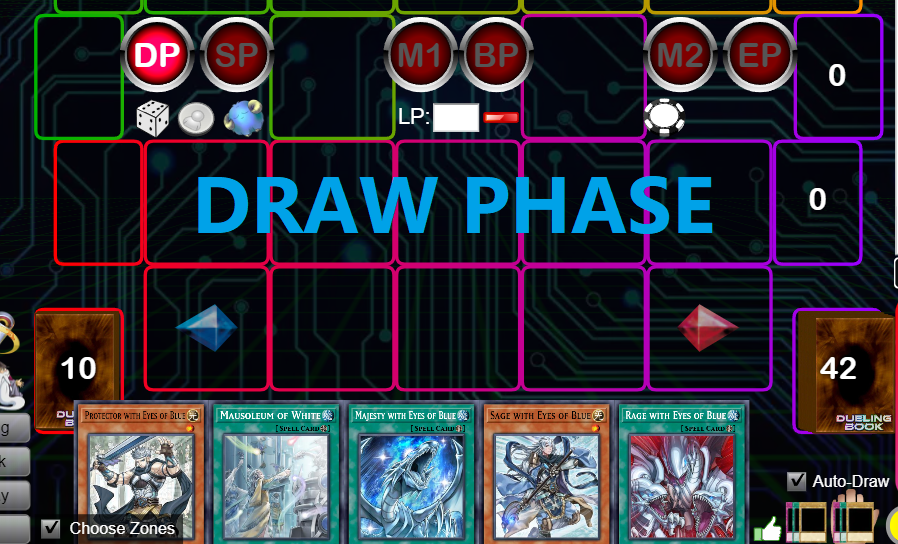 DP SP M1 BP M2 EP
0
LP:
DRAW PHASE
0
10
42
DUELING
BOOK
PROTECTOR WITH EYES OF BLUE
MAUSOLEUM OF WHITE
[SPELL CARD]
MAJESTY WITH EYES OF BLUE
[SPELL CARD]
SAGE WITH EYES OF BLUE
RAGE WITH EYES OF BLUE
[SPELL CARD]
Auto-Draw
Choose Zones